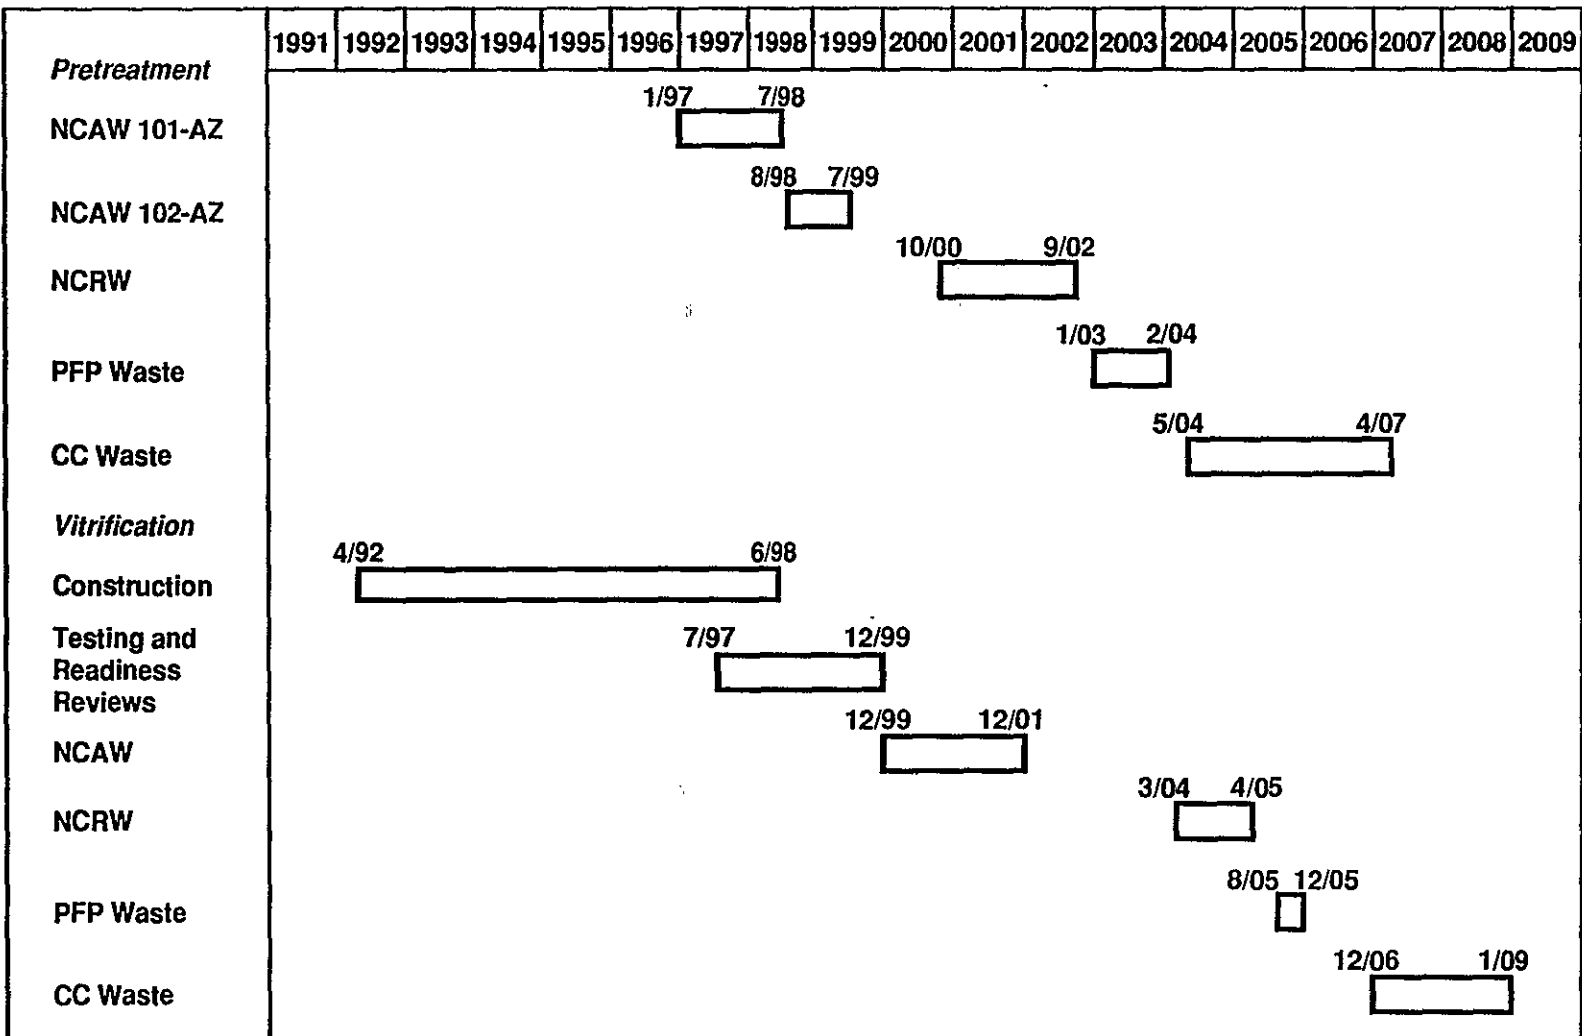 1991 1992 1993 1994 1995 1996 1997 1998 1999 2000 2001 2002 2003 2004 2005 2006 2007 2008 2009
Pretreatment
1/97 7/98
NCAW 101-AZ
8/98 7/99
NCAW 102-AZ
10/00 9/02
NCRW
1/03 2/04
PFP Waste
5/04 4/07
CC Waste
Vitrification
4/92 6/98
Construction
Testing and
7/97 12/99
Readiness
Reviews
12/99 12/01
NCAW
3/04 4/05
NCRW
8/05 12/05
PFP Waste
12/06 1/09
CC Waste